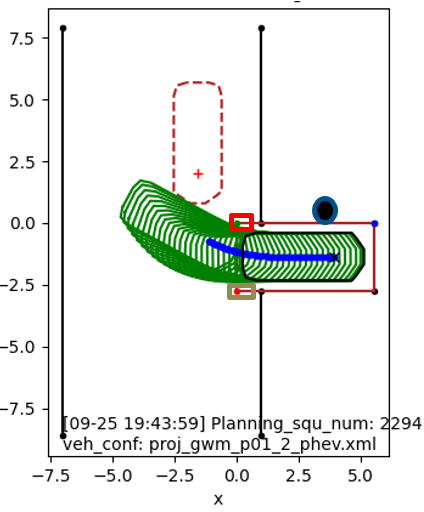 7.5
5.0
2.5
0.0
−2.5
−5.0
−7.5
[09-25 19:43:59] Planning_squ_num: 2294
veh_conf: proj_gwm_p01_2_phev.xml
−7.5 −5.0 −2.5 0.0 2.5 5.0
x